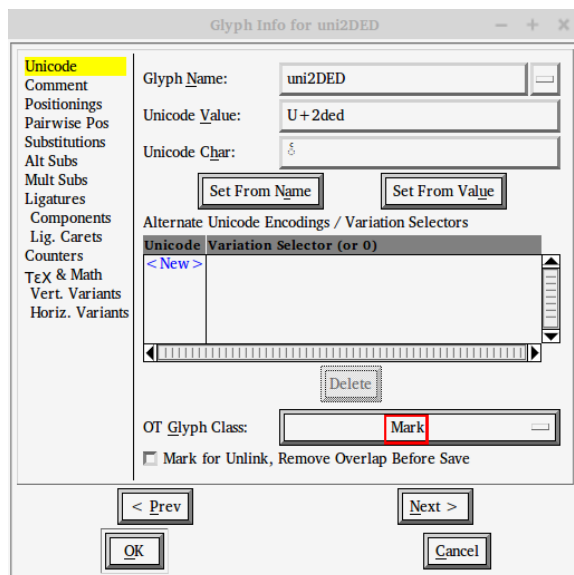 Glyph Info for uni2DED
Unicode
Comment
Positionings
Pairwise Pos
Substitutions
Alt Subs
Mult Subs
Ligatures
Components
Lig. Carets
Counters
TεX & Math
Vert. Variants
Horiz. Variants
Glyph Name: uni2DED
Unicode Value: U+2ded
Unicode Char: ⷭ
Set From Name Set From Value
Alternate Unicode Encodings / Variation Selectors
Unicode Variation Selector (or 0)
<New>
Delete
OT Glyph Class: Mark
Mark for Unlink, Remove Overlap Before Save
< Prev Next >
OK Cancel